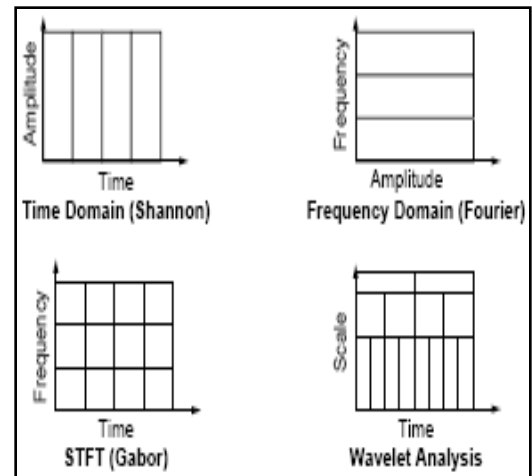 Amplitude
Time
Time Domain (Shannon)
Frequency
Amplitude
Frequency Domain (Fourier)
Frequency
Time
STFT (Gabor)
Scale
Time
Wavelet Analysis